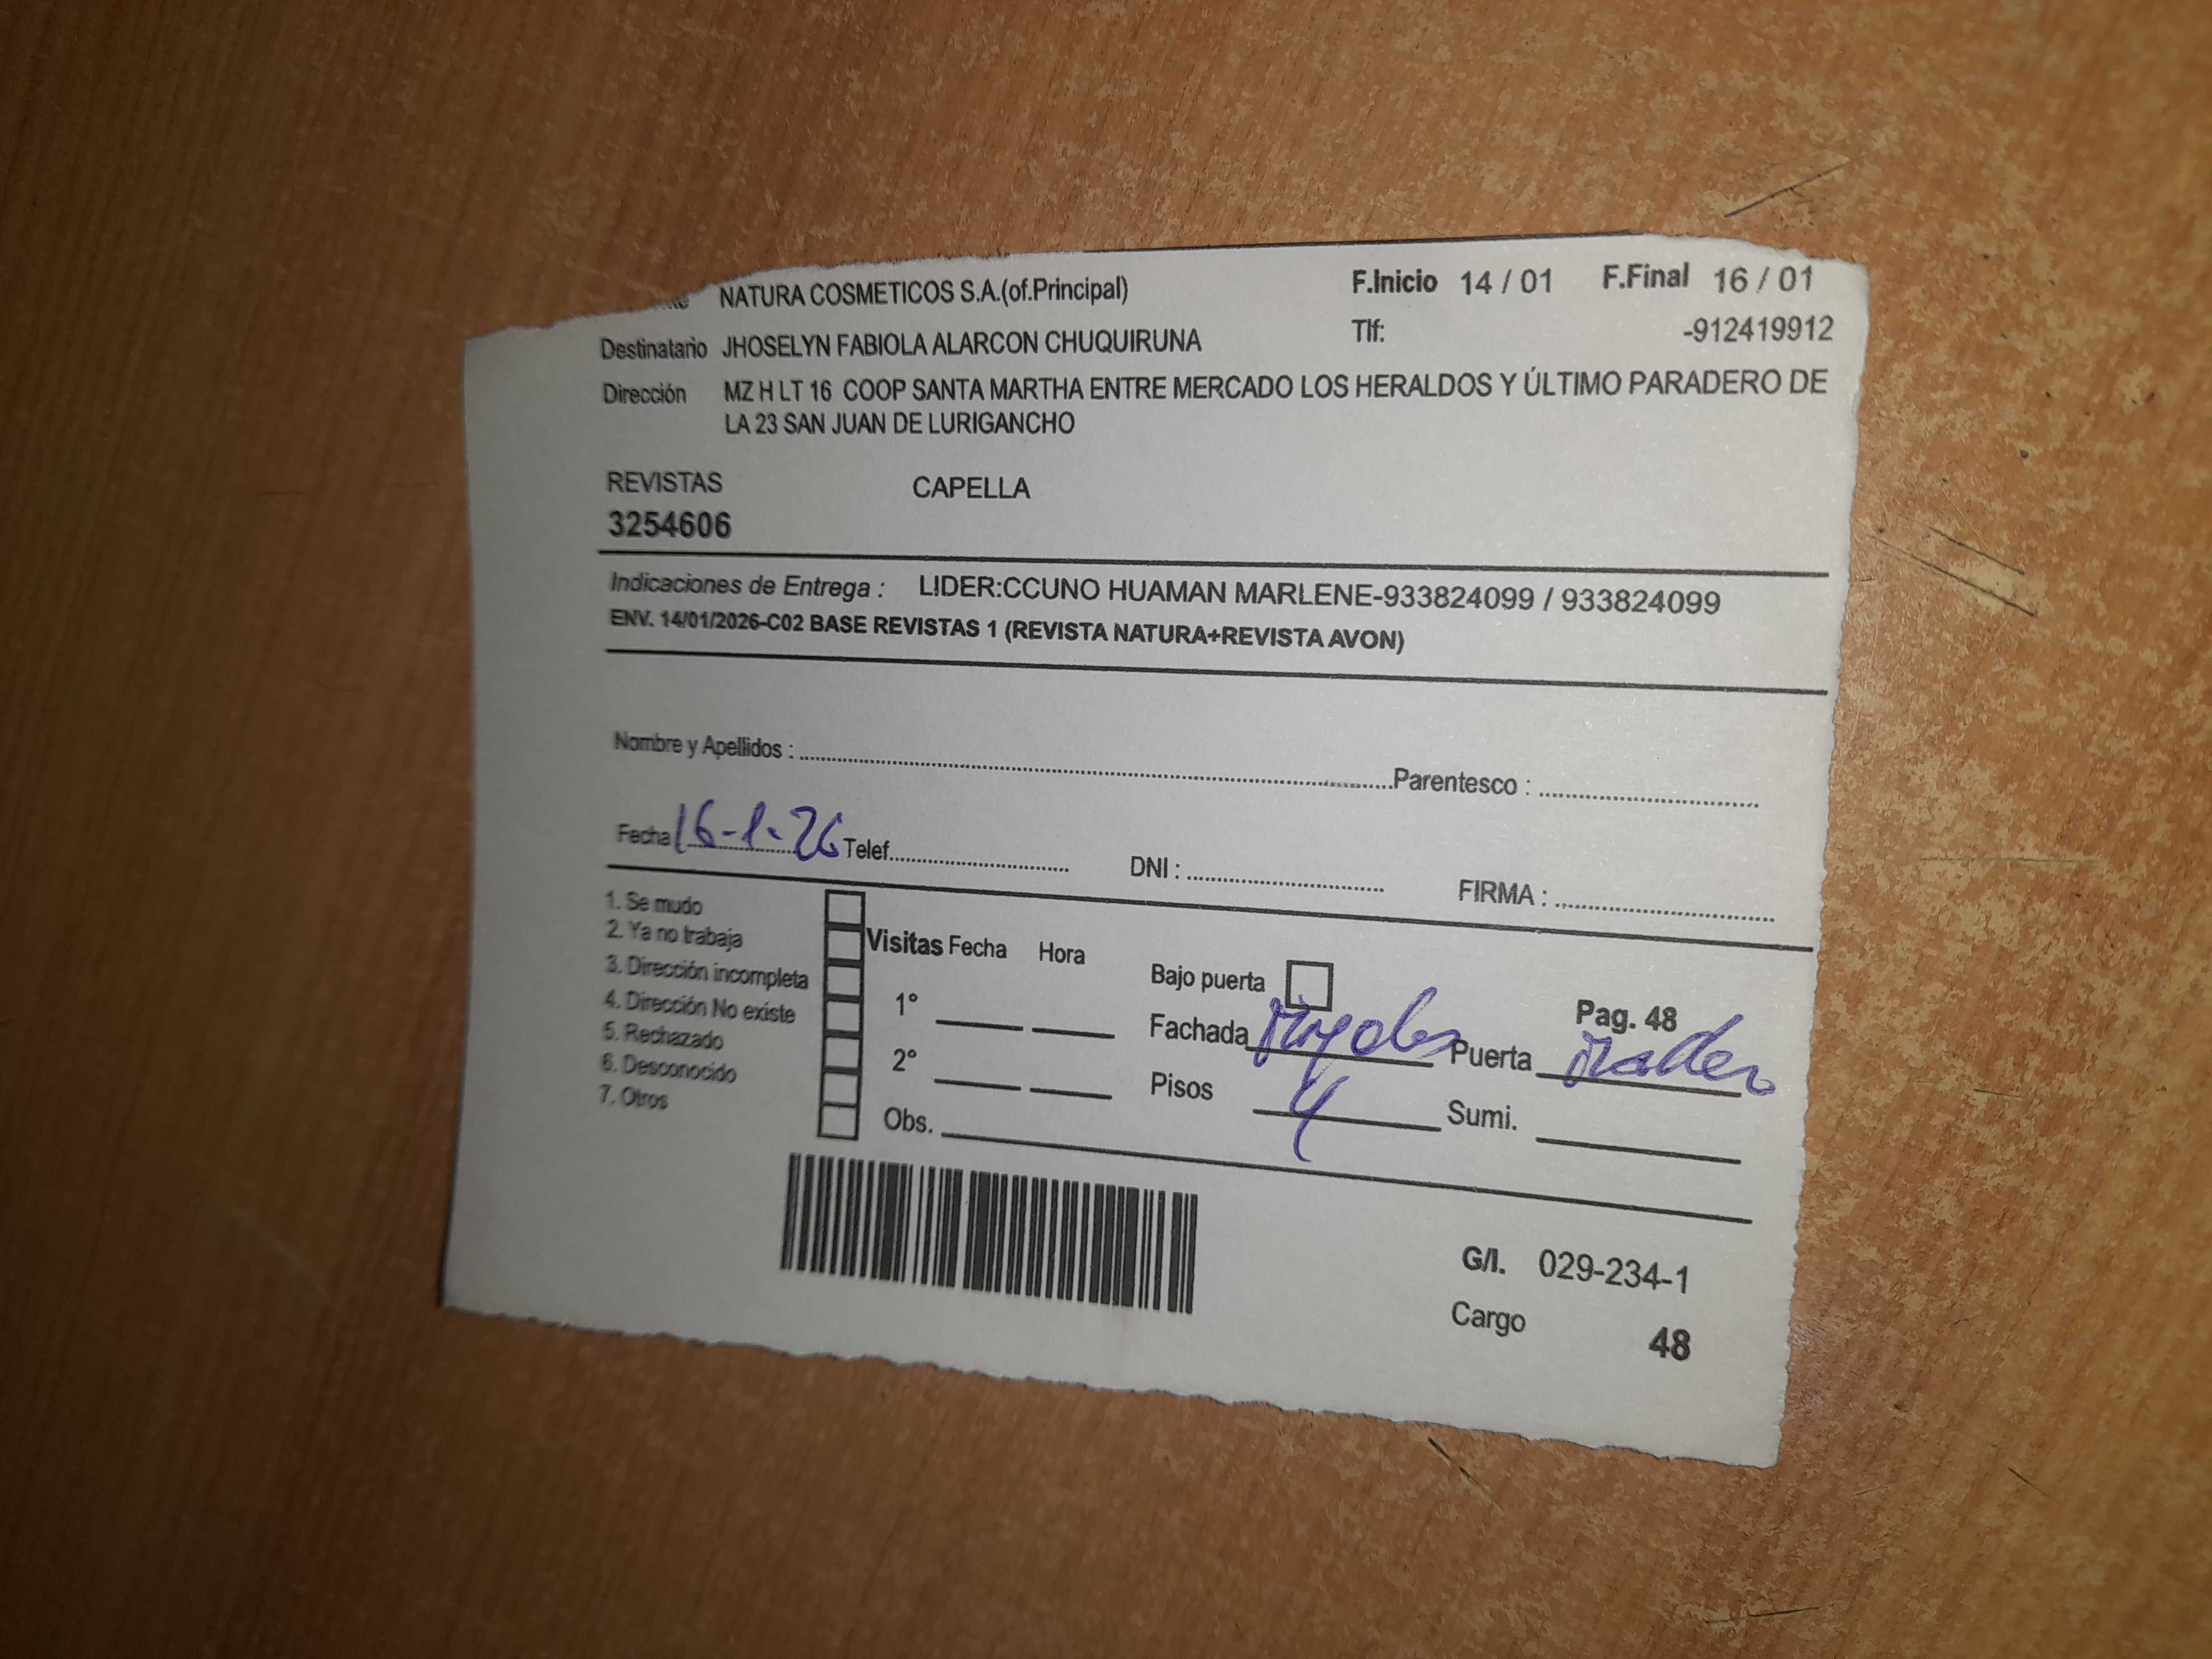 NATURA COSMETICOS S.A.(of.Principal) F.Inicio 14 / 01 F.Final 16 / 01
Destinatario JHOSELYN FABIOLA ALARCON CHUQUIRUNA Tlf: -912419912
Dirección MZ H LT 16 COOP SANTA MARTHA ENTRE MERCADO LOS HERALDOS Y ÚLTIMO PARADERO DE
LA 23 SAN JUAN DE LURIGANCHO
REVISTAS CAPELLA
3254606
Indicaciones de Entrega : LIDER:CCUNO HUAMAN MARLENE-933824099 / 933824099
ENV. 14/01/2026-C02 BASE REVISTAS 1 (REVISTA NATURA+REVISTA AVON)
Nombre y Apellidos : Parentesco :
Fecha 16-1-26 Telef. DNI : FIRMA :
1. Se mudo
2. Ya no trabaja Visitas Fecha Hora Bajo puerta
3. Dirección incompleta
4. Dirección No existe 1° Fachada Pag. 48
5. Rechazado 2° Puerta
6. Desconocido Pisos 4 Sumi.
7. Otros Obs.
G/I. 029-234-1
Cargo 48